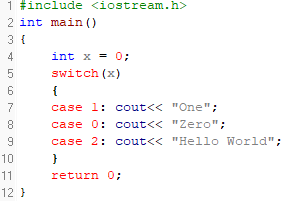 1 #include <iostream.h>
2 int main()
3 {
4     int x = 0;
5     switch(x)
6     {
7     case 1: cout<< "One";
8     case 0: cout<< "Zero";
9     case 2: cout<< "Hello World";
10     }
11     return 0;
12 }